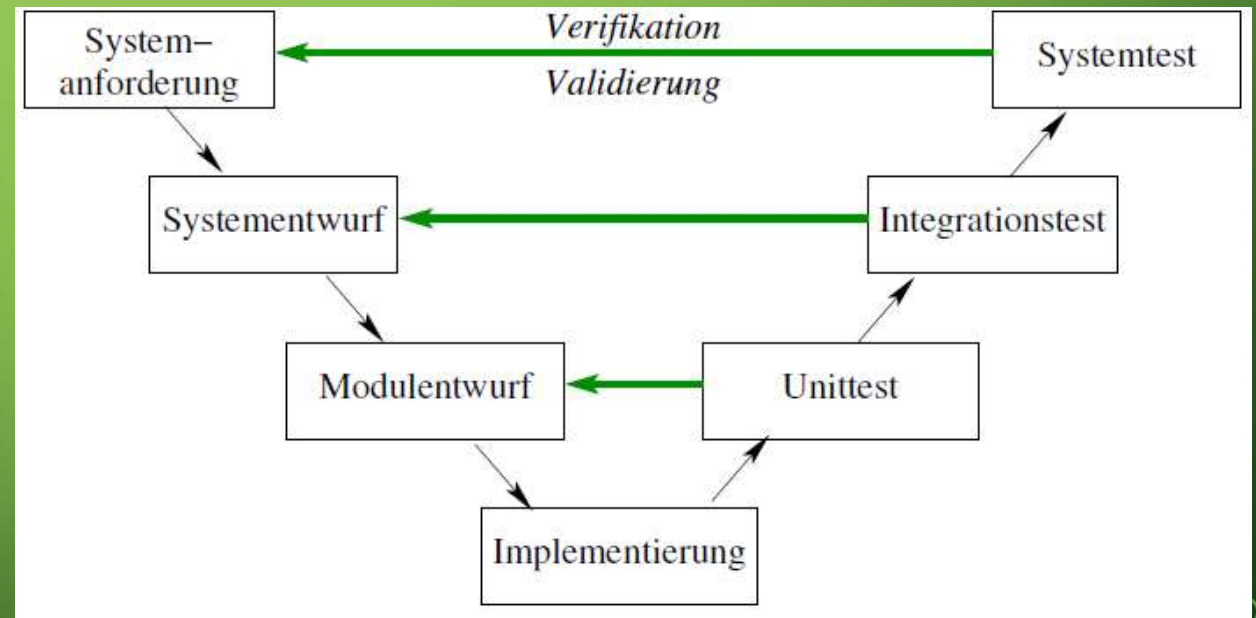 System–
anforderung
Verifikation
Validierung
Systemtest
Systementwurf
Integrationstest
Modulentwurf
Unittest
Implementierung